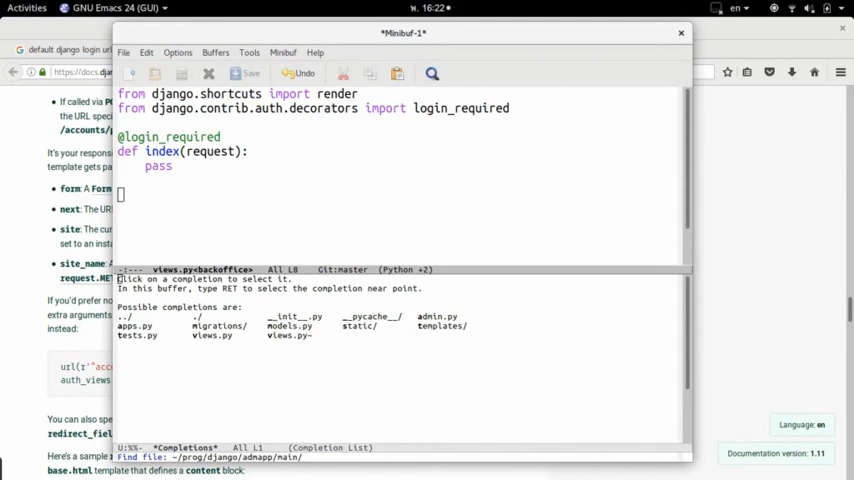 Activities
GNU Emacs 24 (GUI)
พ. 16:22
en
*Minibuf-1*
default django login url
https://docs.dja
File Edit Options Buffers Tools Minibuf Help
Save Undo
from django.shortcuts import render
from django.contrib.auth.decorators import login_required
@login_required
def index(request):
pass
-:--- views.py<backoffice> All L8 Git:master (Python +2)
Click on a completion to select it.
In this buffer, type RET to select the completion near point.
Possible completions are:
../ ./ __init__.py __pycache__/ admin.py
apps.py migrations/ models.py static/ templates/
tests.py views.py views.py~
U:%%- *Completions* All L1 (Completion List)
Find file: ~/prog/django/admapp/main/
If called via
the URL spec
/accounts/
It's your respons
template gets p
form: A Form
next: The UR
site: The cur
set to an inst
site_name: A
request.MET
If you'd prefer no
extra arguments
instead:
url(r'^acc
auth_views
You can also spe
redirect_fiel
Here's a sample
base.html template that defines a content block:
Language: en
Documentation version: 1.11